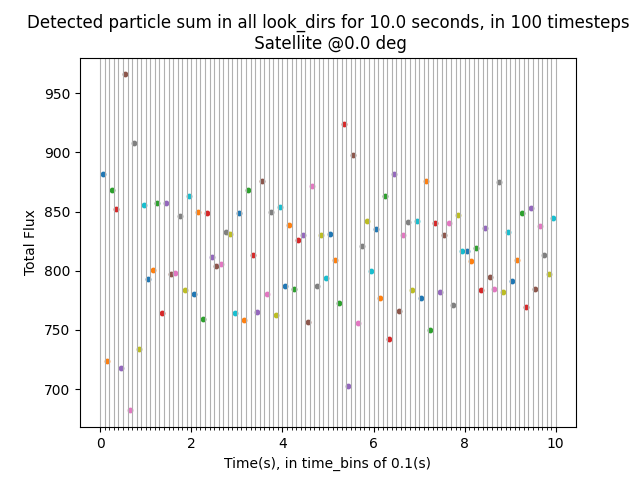 Detected particle sum in all look_dirs for 10.0 seconds, in 100 timesteps
Satellite @0.0 deg
950
900
850
800
750
700
Total Flux
0 2 4 6 8 10
Time(s), in time_bins of 0.1(s)